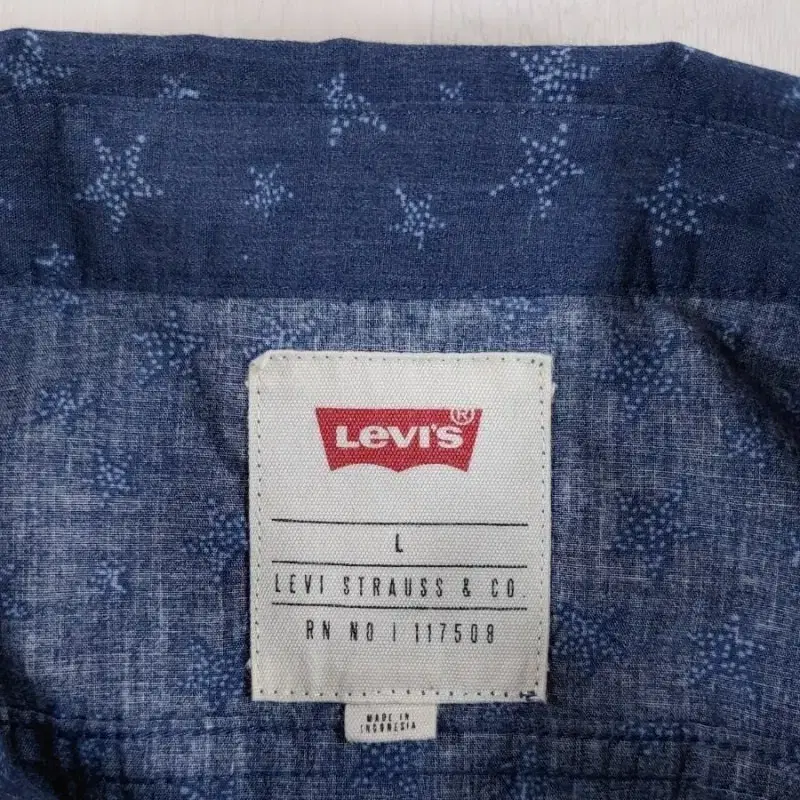 LEVI'S®
L
LEVI STRAUSS & CO.
RN NO | 117508
MADE IN
INDONESIA